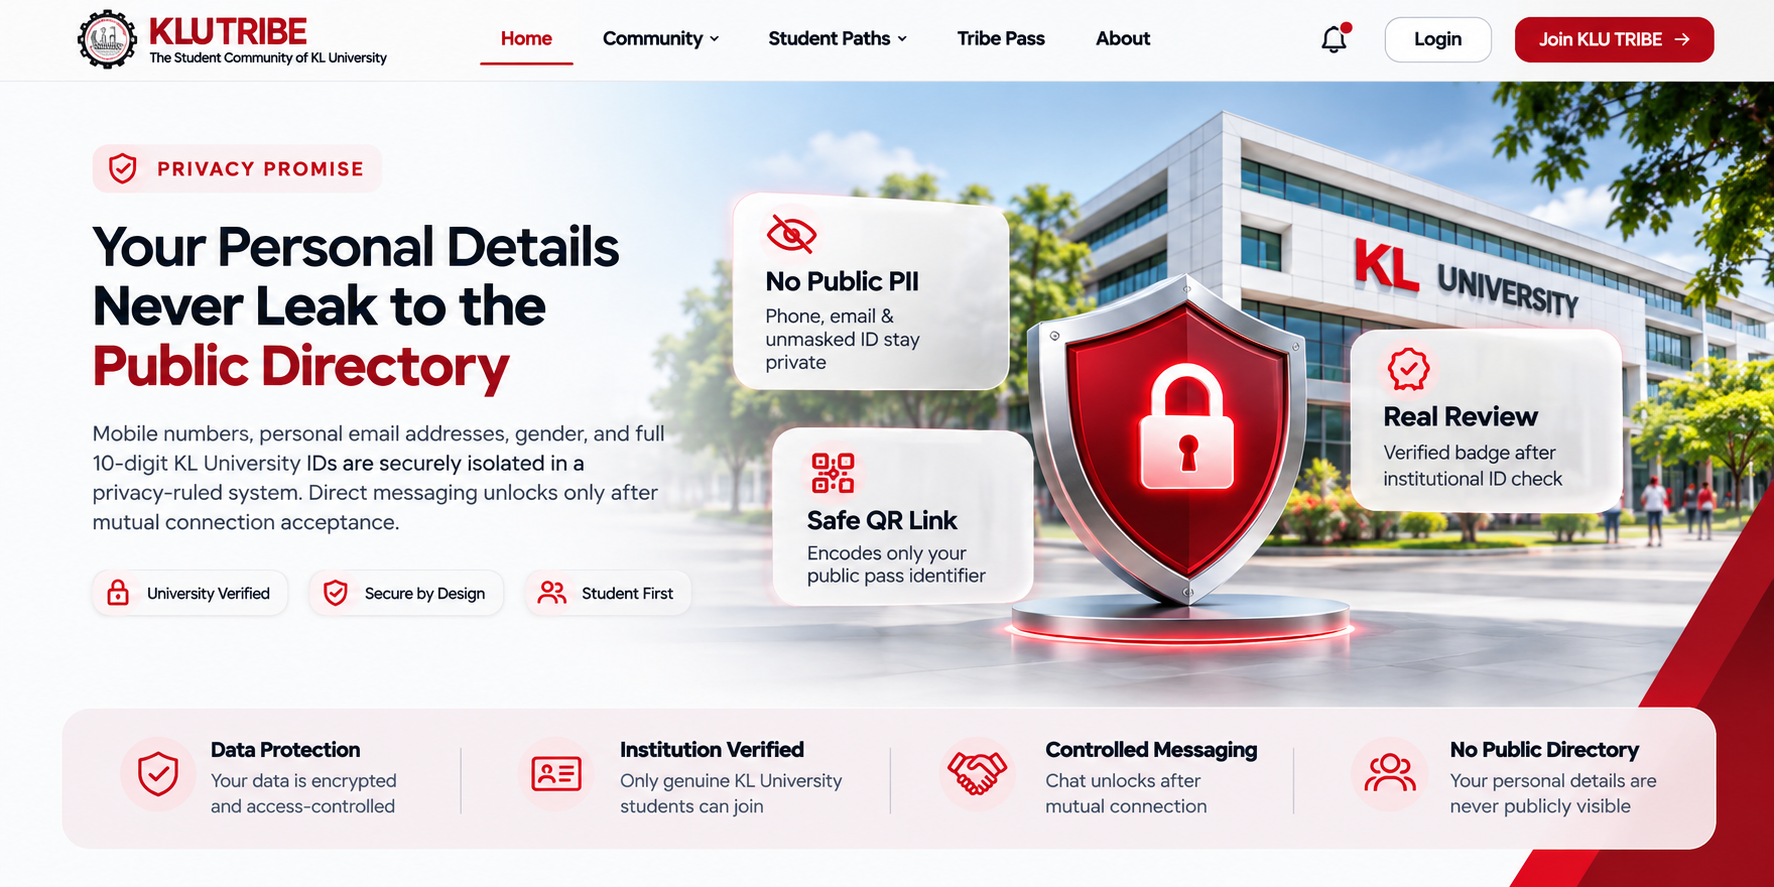 KLU TRIBE
The Student Community of KL University
Home
Community
Student Paths
Tribe Pass
About
Login
Join KLU TRIBE →
PRIVACY PROMISE
Your Personal Details
Never Leak to the
Public Directory
Mobile numbers, personal email addresses, gender, and full
10-digit KL University IDs are securely isolated in a
privacy-ruled system. Direct messaging unlocks only after
mutual connection acceptance.
University Verified
Secure by Design
Student First
No Public PII
Phone, email &
unmasked ID stay
private
Safe QR Link
Encodes only your
public pass identifier
KL UNIVERSITY
Real Review
Verified badge after
institutional ID check
Data Protection
Your data is encrypted
and access-controlled
Institution Verified
Only genuine KL University
students can join
Controlled Messaging
Chat unlocks after
mutual connection
No Public Directory
Your personal details are
never publicly visible